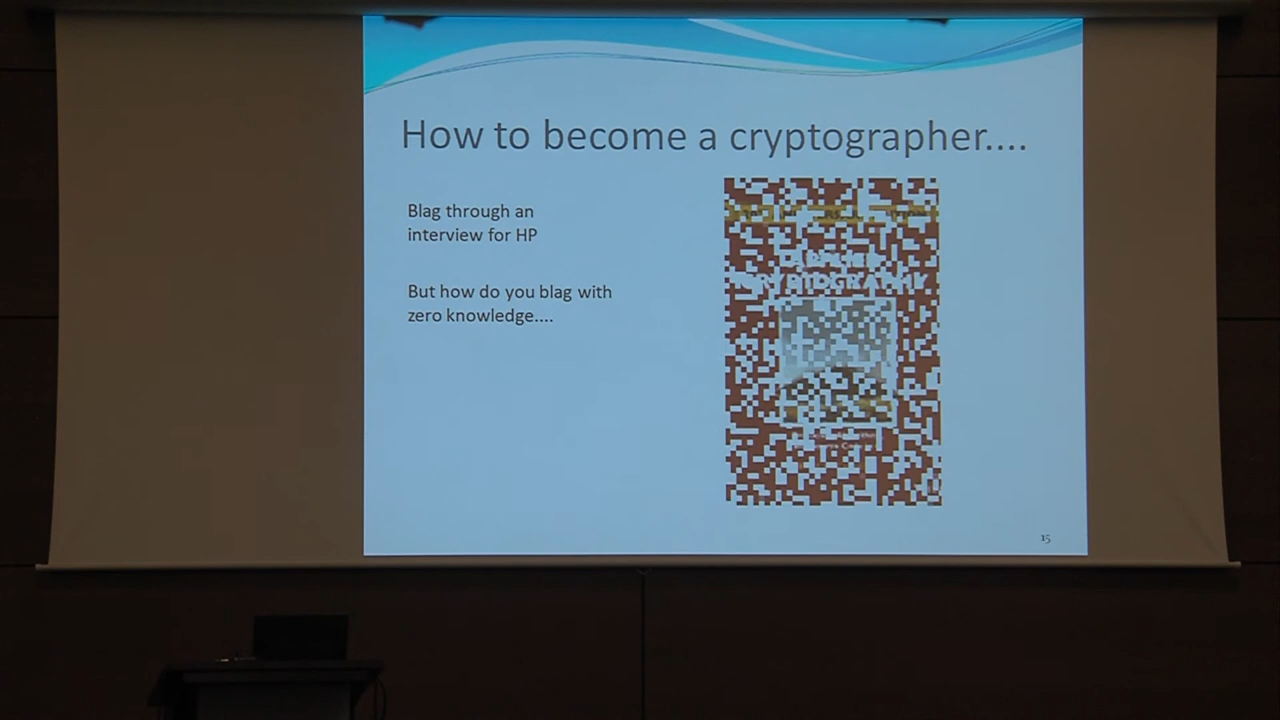 How to become a cryptographer....
Blag through an
interview for HP
But how do you blag with
zero knowledge....
CRYPTOGRAPHY
15